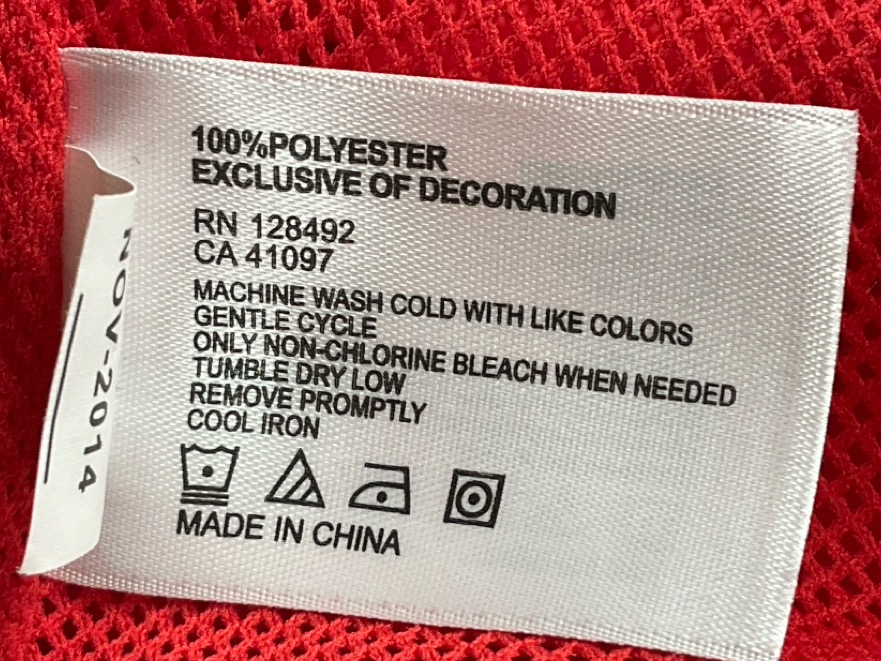 100%POLYESTER
EXCLUSIVE OF DECORATION
RN 128492
CA 41097
MACHINE WASH COLD WITH LIKE COLORS
GENTLE CYCLE
ONLY NON-CHLORINE BLEACH WHEN NEEDED
TUMBLE DRY LOW
REMOVE PROMPTLY
COOL IRON
MADE IN CHINA
NOV-2014